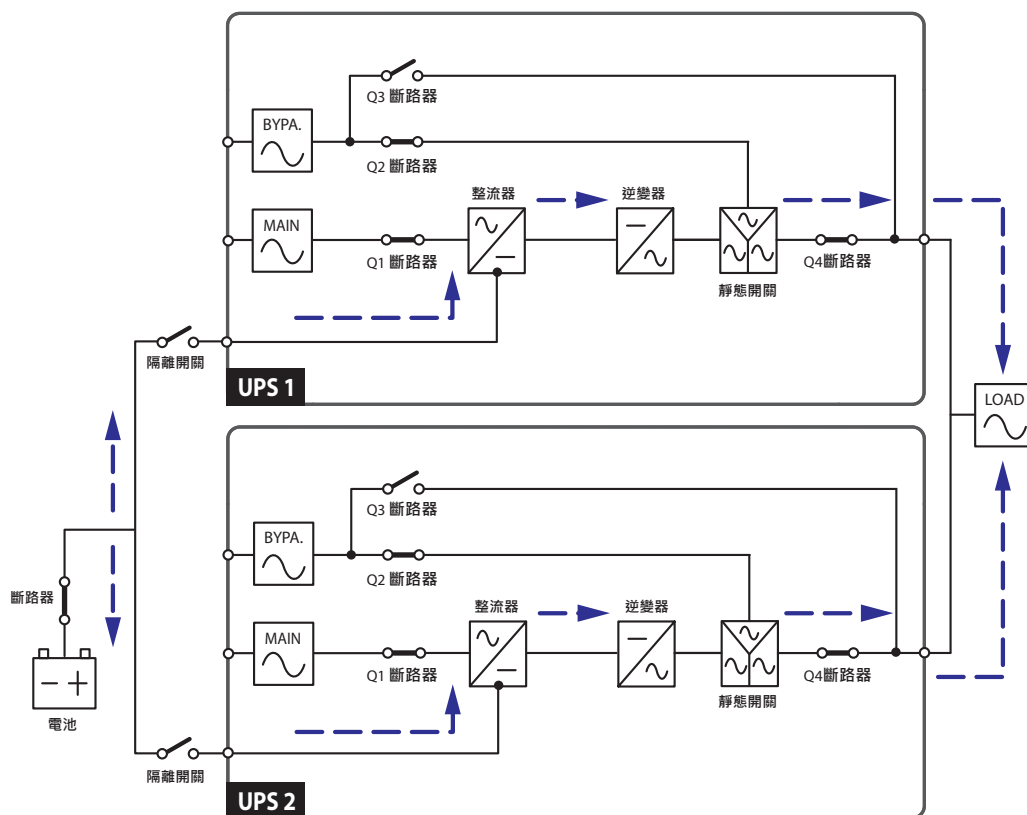 Q3 斷路器
BYPA.
Q2 斷路器
整流器
逆變器
MAIN
Q1 斷路器
Q4斷路器
靜態開關
隔離開關
UPS 1
LOAD
Q3 斷路器
BYPA.
Q2 斷路器
斷路器
整流器
逆變器
MAIN
Q1 斷路器
Q4斷路器
靜態開關
電池
隔離開關
UPS 2